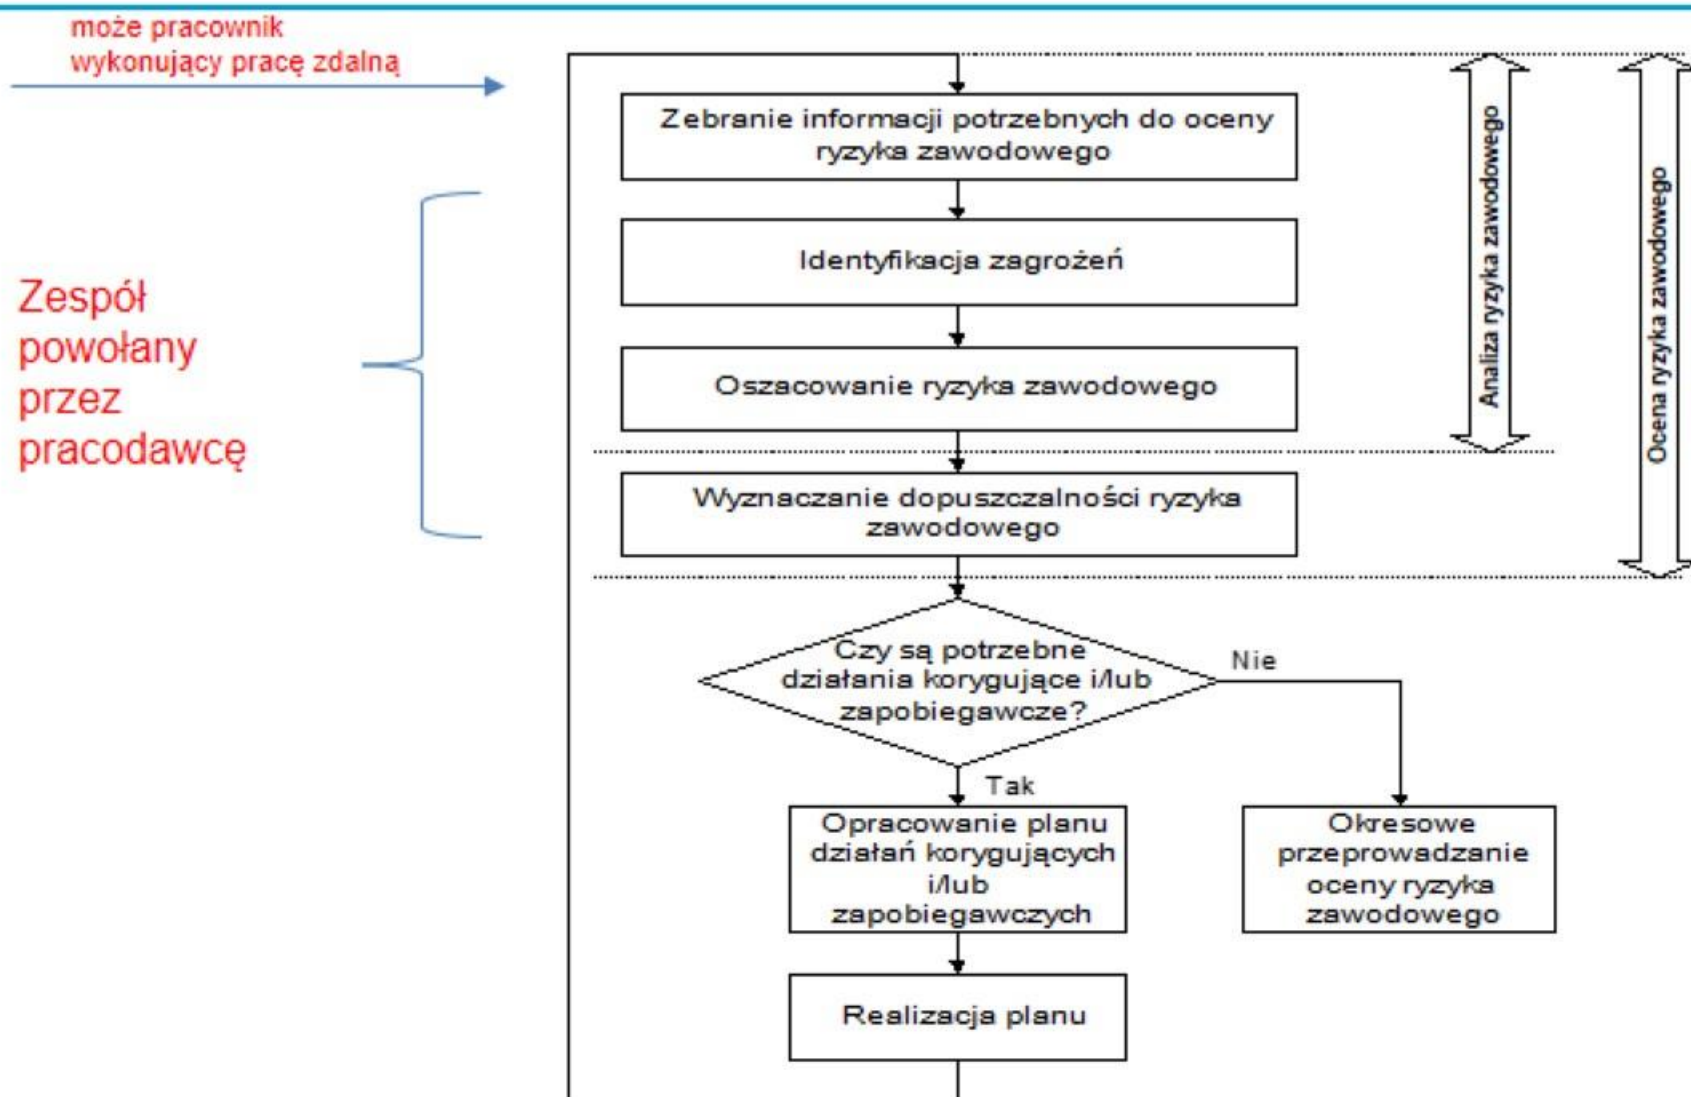 może pracownik
wykonujący pracę zdalną
Zebranie informacji potrzebnych do oceny
ryzyka zawodowego
Identyfikacja zagrożeń
Zespół
powołany
przez
pracodawcę
Oszacowanie ryzyka zawodowego
Wyznaczanie dopuszczalności ryzyka
zawodowego
Analiza ryzyka zawodowego
Ocena ryzyka zawodowego
Czy są potrzebne
działania korygujące i/lub
zapobiegawcze?
Nie
Tak
Opracowanie planu
działań korygujących
i/lub
zapobiegawczych
Okresowe
przeprowadzanie
oceny ryzyka
zawodowego
Realizacja planu